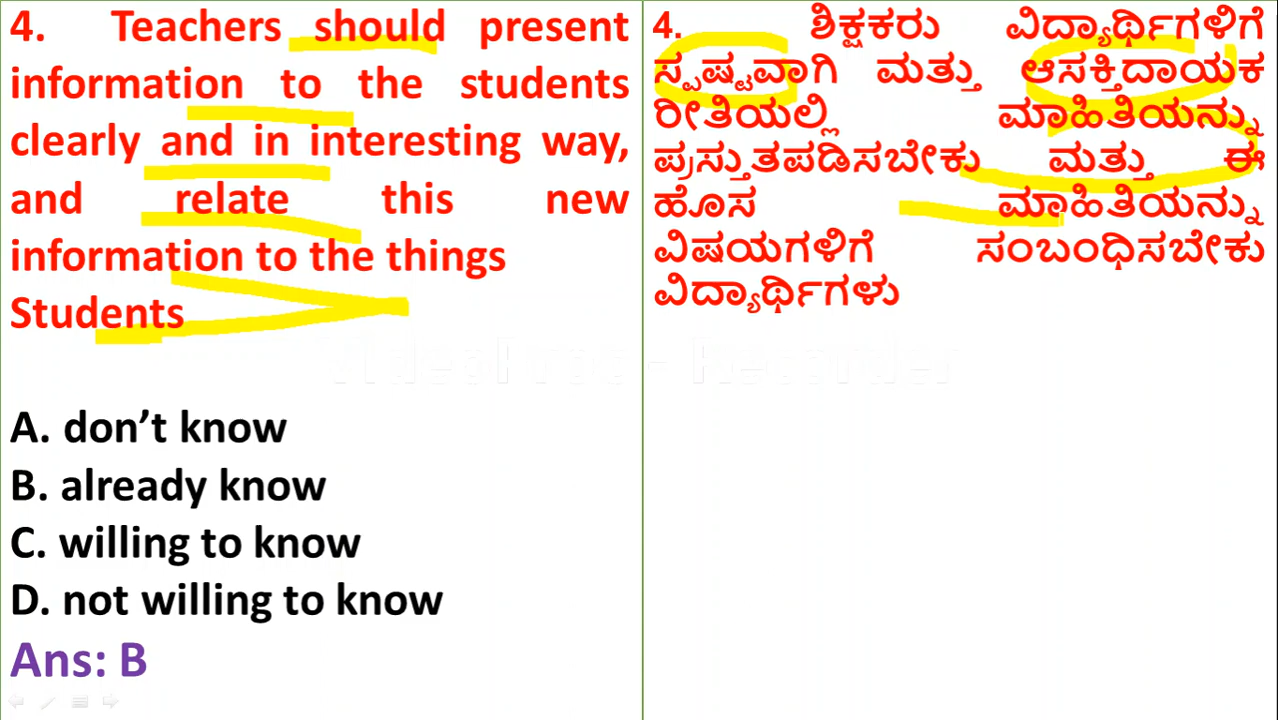 4. Teachers should present
information to the students
clearly and in interesting way,
and relate this new
information to the things
Students
A. don’t know
B. already know
C. willing to know
D. not willing to know
Ans: B
4. ಶಿಕ್ಷಕರು ವಿದ್ಯಾರ್ಥಿಗಳಿಗೆ
ಸ್ಪಷ್ಟವಾಗಿ ಮತ್ತು ಆಸಕ್ತಿದಾಯಕ
ರೀತಿಯಲ್ಲಿ ಮಾಹಿತಿಯನ್ನು
ಪ್ರಸ್ತುತಪಡಿಸಬೇಕು ಮತ್ತು ಈ
ಹೊಸ ಮಾಹಿತಿಯನ್ನು
ವಿಷಯಗಳಿಗೆ ಸಂಬಂಧಿಸಬೇಕು
ವಿದ್ಯಾರ್ಥಿಗಳು
- Recorder